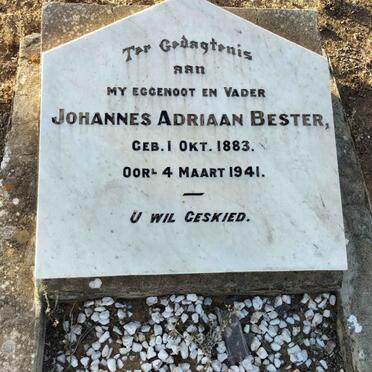 Ter Gedagtenis
aan
MY EGGENOOT EN VADER
JOHANNES ADRIAAN BESTER,
GEB. 1 OKT. 1883.
OORL 4 MAART 1941.
U WIL GESKIED.